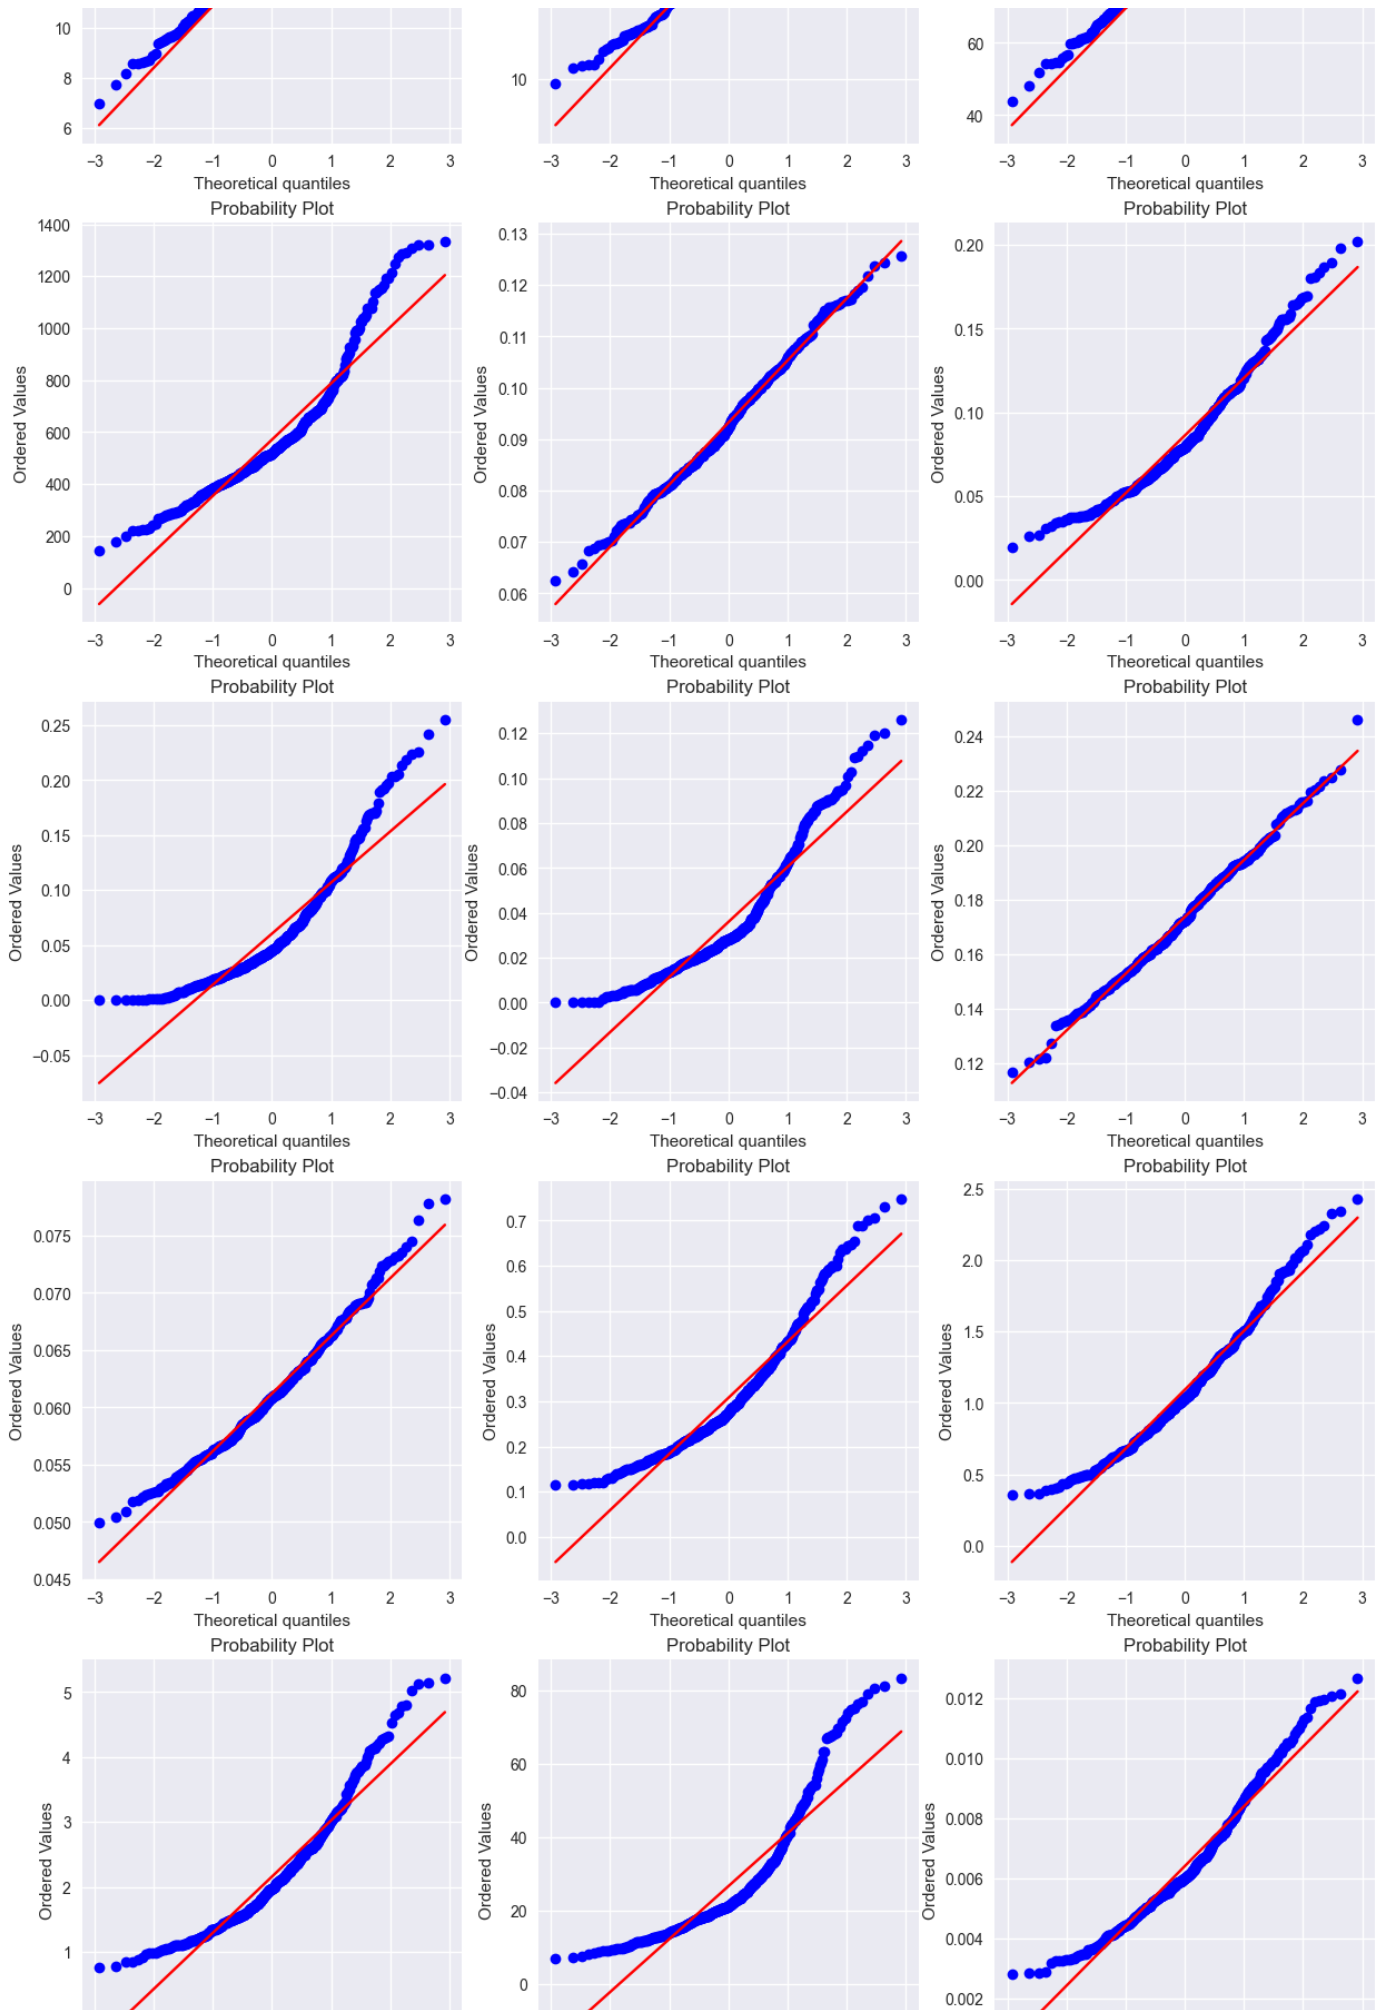 10
8
6
−3 −2 −1 0 1 2 3
Theoretical quantiles
10
−3 −2 −1 0 1 2 3
Theoretical quantiles
60
40
−3 −2 −1 0 1 2 3
Theoretical quantiles
Probability Plot
1400
1200
1000
800
600
400
200
0
Ordered Values
−3 −2 −1 0 1 2 3
Theoretical quantiles
Probability Plot
0.13
0.12
0.11
0.10
0.09
0.08
0.07
0.06
Ordered Values
−3 −2 −1 0 1 2 3
Theoretical quantiles
Probability Plot
0.20
0.15
0.10
0.05
0.00
Ordered Values
−3 −2 −1 0 1 2 3
Theoretical quantiles
Probability Plot
0.25
0.20
0.15
0.10
0.05
0.00
−0.05
Ordered Values
−3 −2 −1 0 1 2 3
Theoretical quantiles
Probability Plot
0.12
0.10
0.08
0.06
0.04
0.02
0.00
−0.02
−0.04
Ordered Values
−3 −2 −1 0 1 2 3
Theoretical quantiles
Probability Plot
0.24
0.22
0.20
0.18
0.16
0.14
0.12
Ordered Values
−3 −2 −1 0 1 2 3
Theoretical quantiles
Probability Plot
0.075
0.070
0.065
0.060
0.055
0.050
0.045
Ordered Values
−3 −2 −1 0 1 2 3
Theoretical quantiles
Probability Plot
0.7
0.6
0.5
0.4
0.3
0.2
0.1
0.0
Ordered Values
−3 −2 −1 0 1 2 3
Theoretical quantiles
Probability Plot
2.5
2.0
1.5
1.0
0.5
0.0
Ordered Values
−3 −2 −1 0 1 2 3
Theoretical quantiles
Probability Plot
5
4
3
2
1
Ordered Values
Probability Plot
80
60
40
20
0
Ordered Values
Probability Plot
0.012
0.010
0.008
0.006
0.004
0.002
Ordered Values